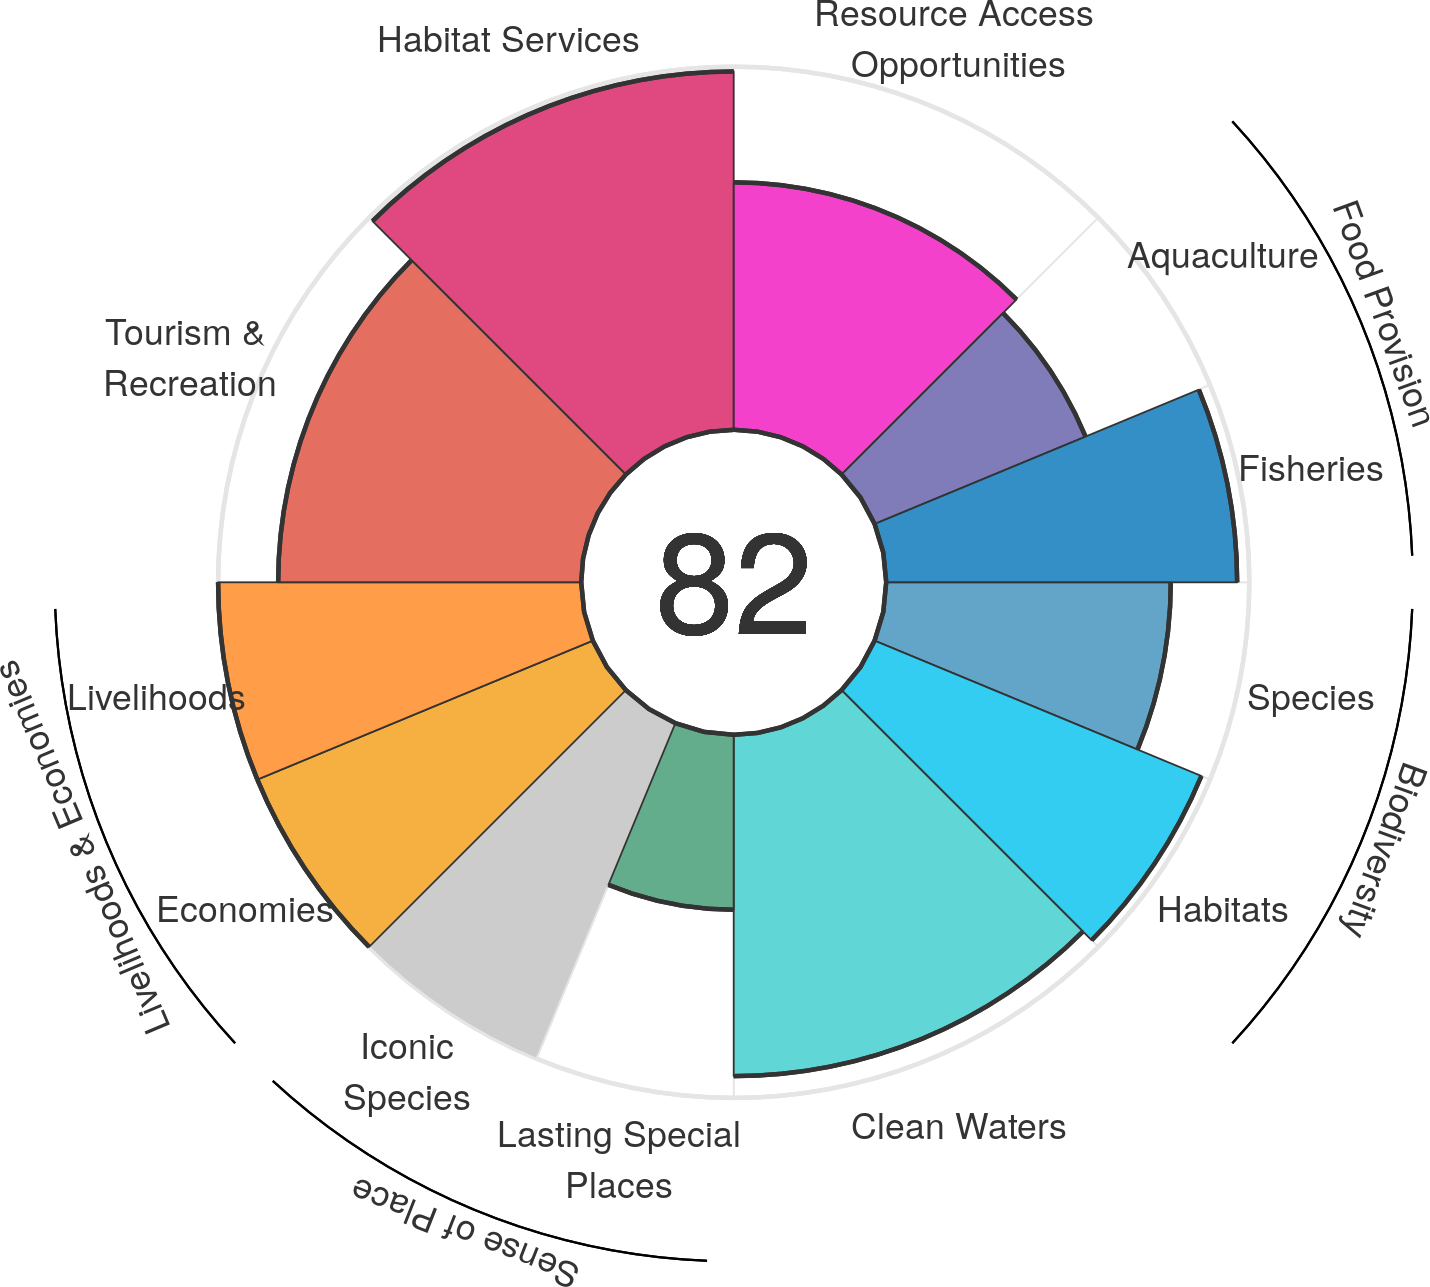 Habitat Services
Resource Access
Opportunities
Aquaculture
Food Provision
Fisheries
Tourism &
Recreation
82
Species
Biodiversity
Habitats
Livelihoods
Livelihoods & Economies
Economies
Iconic
Species
Lasting Special
Places
Clean Waters
Sense of Place